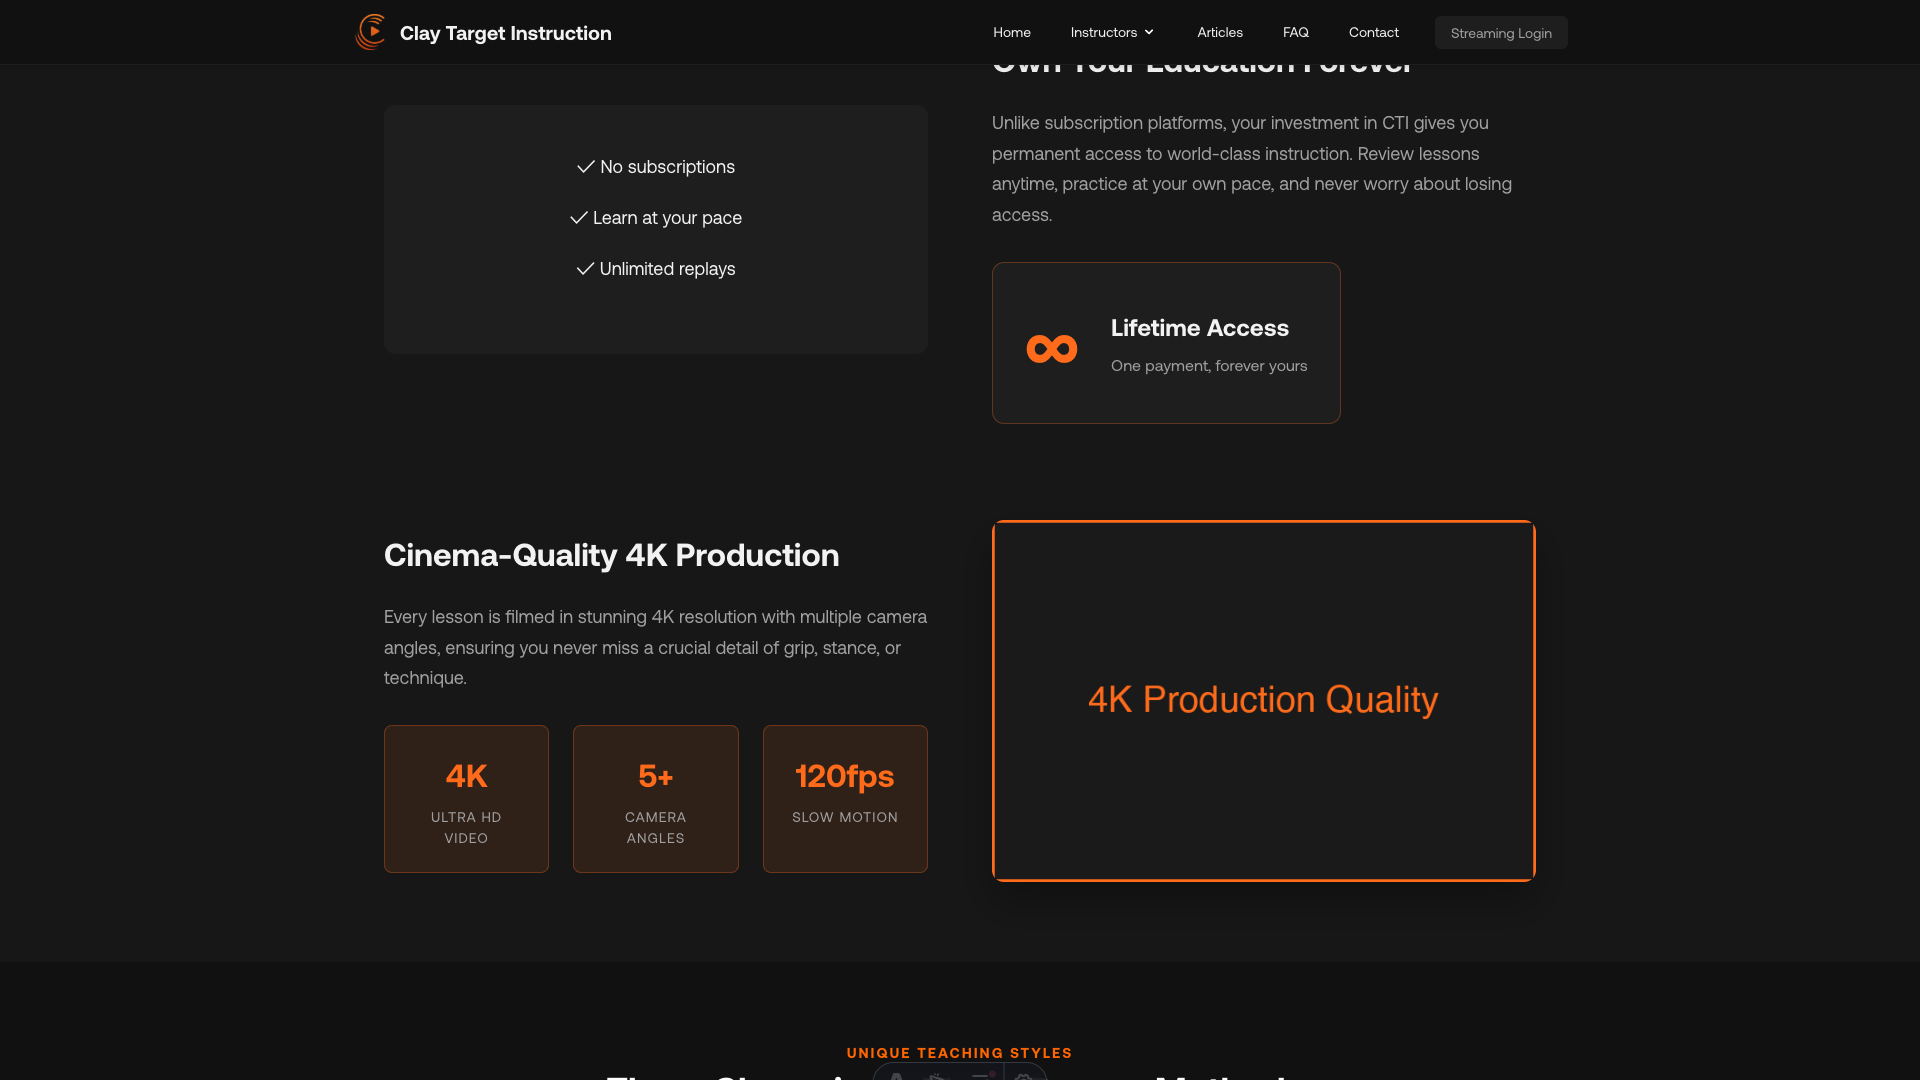 Clay Target Instruction
Home
Instructors
Articles
FAQ
Contact
Streaming Login
Own Your Education Forever
No subscriptions
Learn at your pace
Unlimited replays
Unlike subscription platforms, your investment in CTI gives you
permanent access to world-class instruction. Review lessons
anytime, practice at your own pace, and never worry about losing
access.
Lifetime Access
One payment, forever yours
Cinema-Quality 4K Production
Every lesson is filmed in stunning 4K resolution with multiple camera
angles, ensuring you never miss a crucial detail of grip, stance, or
technique.
4K
ULTRA HD
VIDEO
5+
CAMERA
ANGLES
120fps
SLOW MOTION
4K Production Quality
UNIQUE TEACHING STYLES